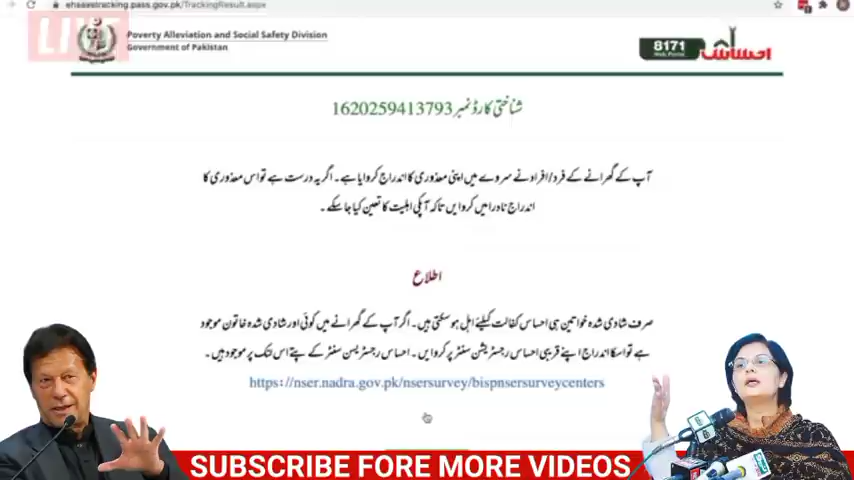 ehsaastracking.pass.gov.pk/TrackingResult.aspx
LIVE
Poverty Alleviation and Social Safety Division
Government of Pakistan
8171
احساس
شناختی کارڈ نمبر 1620259413793
آپ کے گھرانے کے فرد/افراد نے سروے میں اپنی معذوری کا اندراج کروایا ہے۔ اگر یہ درست ہے تو اس معذوری کا
اندراج نادرا میں کروایں تاکہ آپکی اہلیت کا تعین کیا جا سکے۔
اطلاع
صرف شادی شدہ خواتین ہی احساس کفالت کیلئے اہل ہو سکتی ہیں۔ اگر آپ کے گھرانے میں کوئی اور شادی شدہ خاتون موجود
ہے تو اسکا اندراج اپنے قریبی احساس رجسٹریشن سنٹر پر کروایں۔ احساس رجسٹریسن سنٹر کے پتے اس لنک پر موجود ہیں۔
https://nser.nadra.gov.pk/nsersurvey/bispnsersurveycenters
SUBSCRIBE FORE MORE VIDEOS